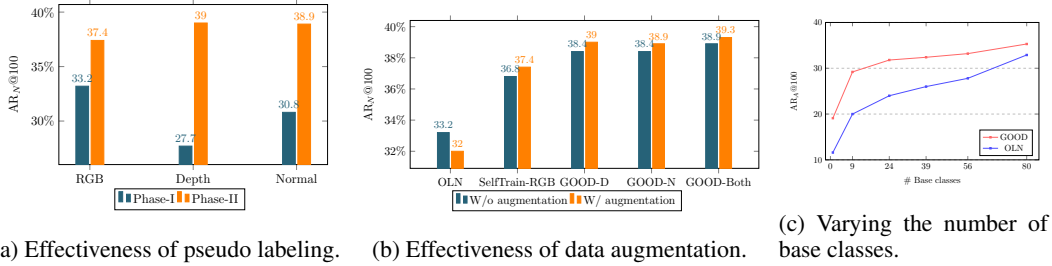 40%
35%
30%
AR_N@100
33.2
37.4
27.7
39
30.8
38.9
RGB Depth Normal
Phase-I Phase-II
a) Effectiveness of pseudo labeling.
40%
38%
36%
34%
32%
AR_N@100
33.2
32
36.8
37.4
38.4
39
38.4
38.9
38.9
39.3
OLN SelfTrain-RGB GOOD-D GOOD-N GOOD-Both
W/o augmentation W/ augmentation
(b) Effectiveness of data augmentation.
40
30
20
10
AR_A@100
0 9 24 39 56 80
# Base classes
GOOD
OLN
(c) Varying the number of
base classes.